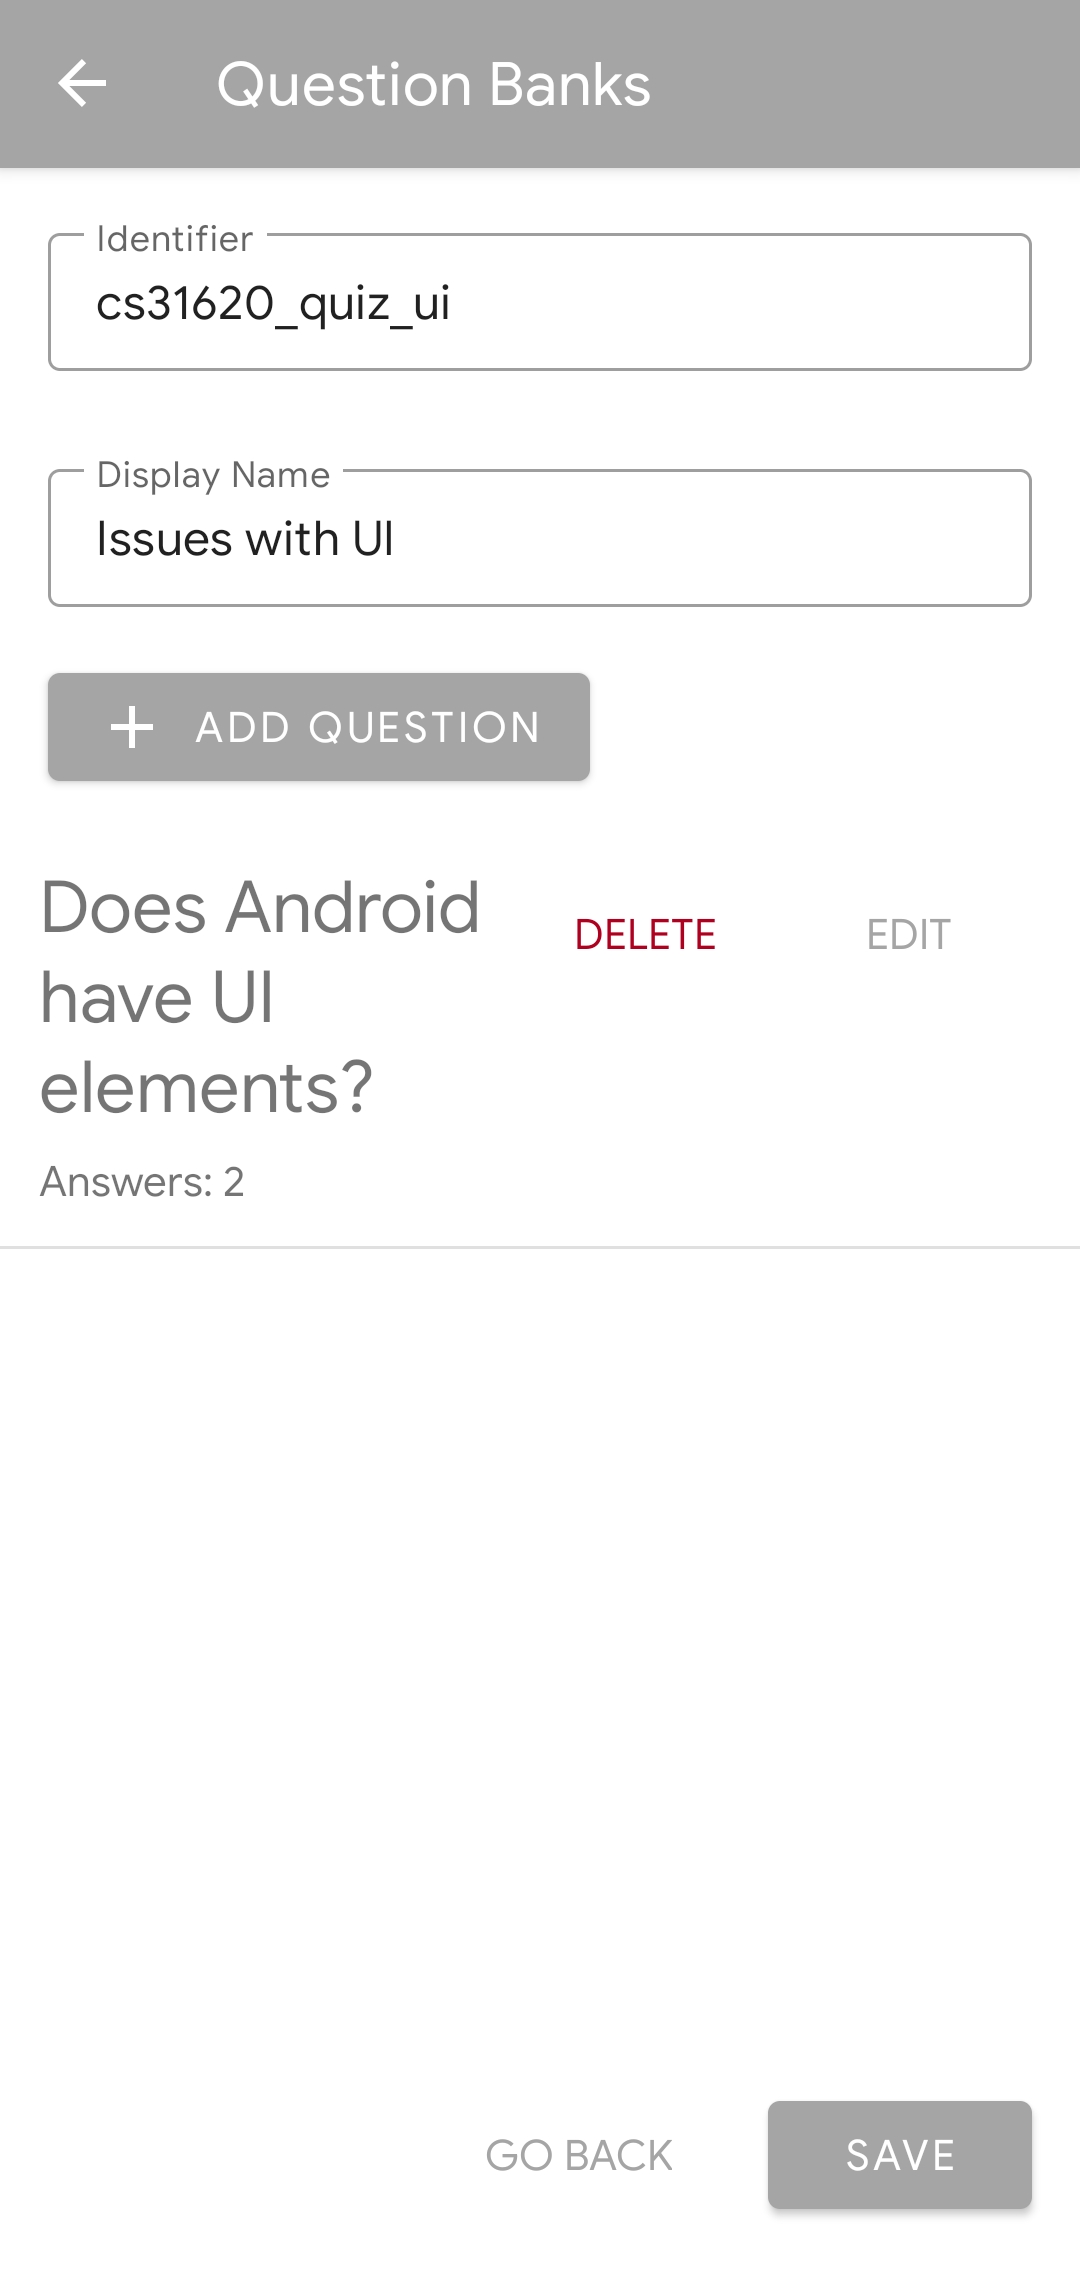 Question Banks
Identifier
cs31620_quiz_ui
Display Name
Issues with UI
ADD QUESTION
Does Android
have UI
elements?
DELETE
EDIT
Answers: 2
GO BACK
SAVE